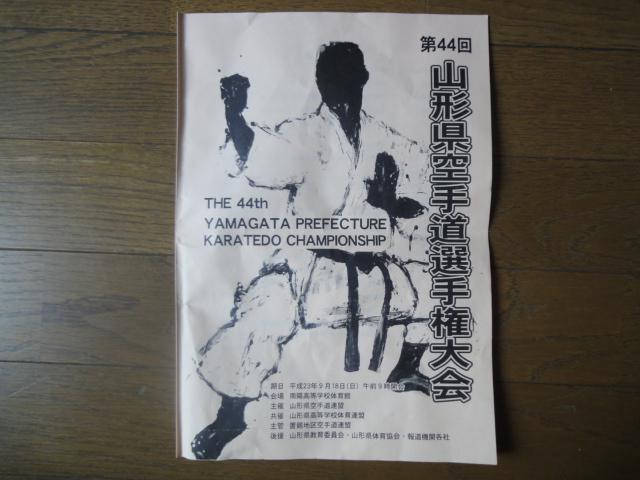 第44回
山形県空手道選手権大会
THE 44th
YAMAGATA PREFECTURE
KARATEDO CHAMPIONSHIP
期日 平成23年9月18日(日) 午前9時開会
会場 南陽高等学校体育館
主催 山形県空手道連盟
共催 山形県高等学校体育連盟
主管 置賜地区空手道連盟
後援 山形県教育委員会・山形県体育協会・報道機関各社